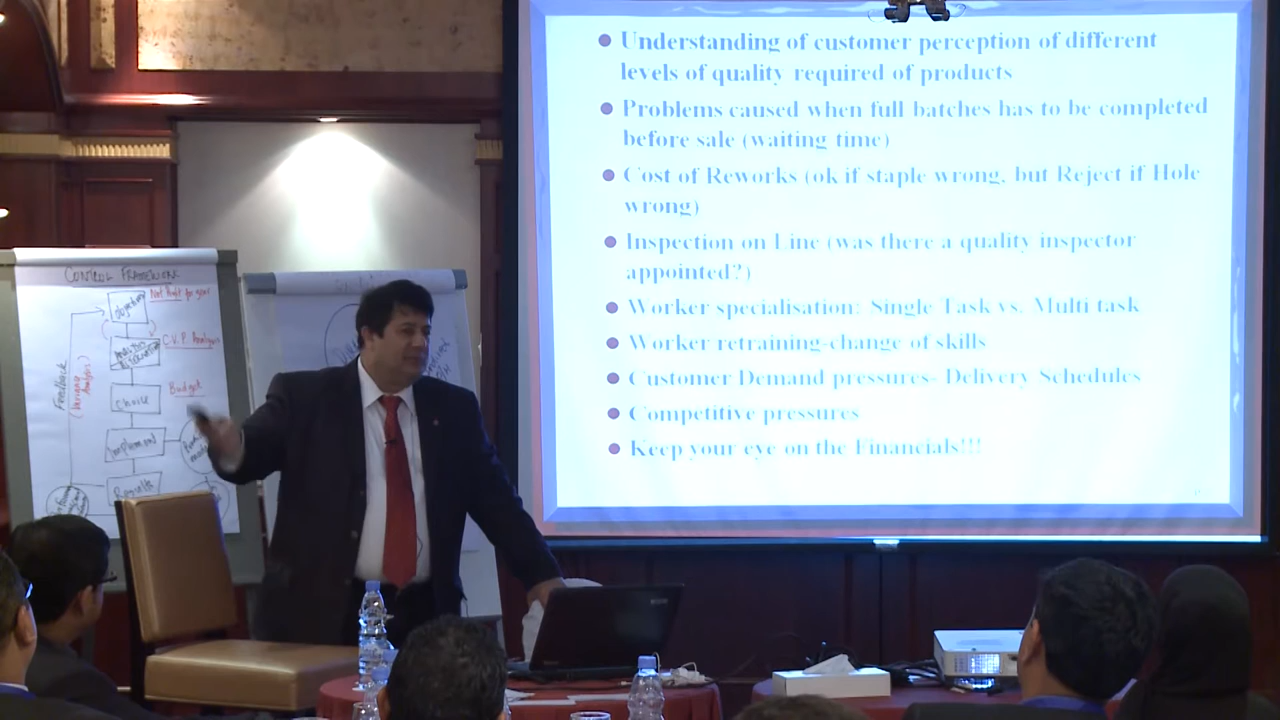 Understanding of customer perception of different
levels of quality required of products
Problems caused when full batches has to be completed
before sale (waiting time)
Cost of Reworks (ok if staple wrong, but Reject if Hole
wrong)
Inspection on Line (was there a quality inspector
appointed?)
Worker specialisation: Single Task vs. Multi task
Worker retraining-change of skills
Customer Demand pressures- Delivery Schedules
Competitive pressures
Keep your eye on the Financials!!!
CONTROL FRAMEWORK
Objectives
C.V.P. Analysis
Budget
Choice
Feedback
Implement
Results